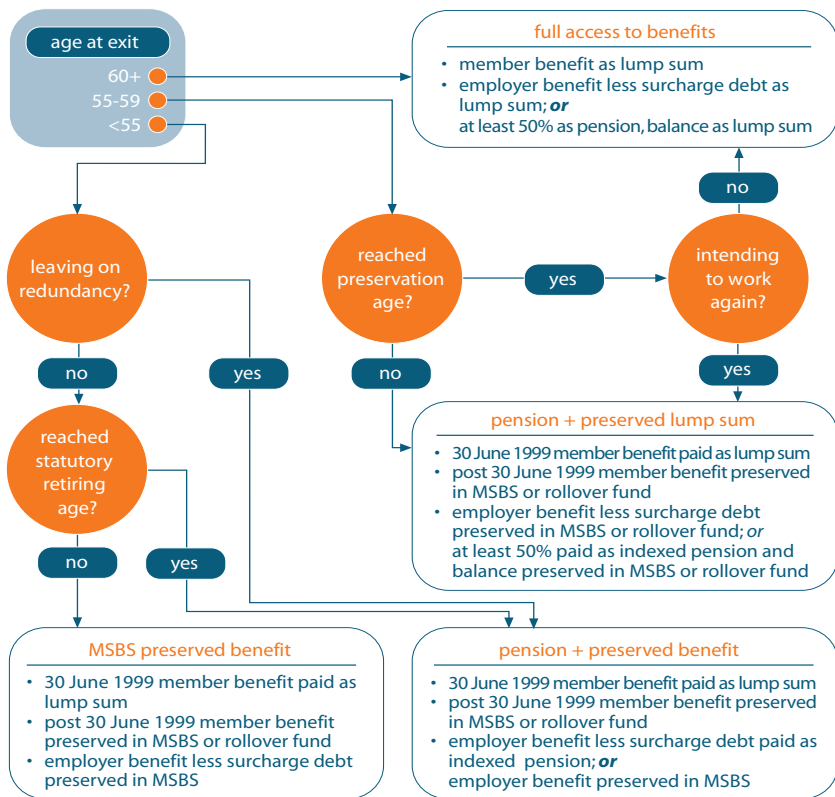 age at exit
60+
55-59
<55
full access to benefits
• member benefit as lump sum
• employer benefit less surcharge debt as
lump sum; or
at least 50% as pension, balance as lump sum
no
leaving on
redundancy?
reached
preservation
age?
yes
intending
to work
again?
no
yes
no
yes
reached
statutory
retiring
age?
pension + preserved lump sum
• 30 June 1999 member benefit paid as lump sum
• post 30 June 1999 member benefit preserved
in MSBS or rollover fund
• employer benefit less surcharge debt
preserved in MSBS or rollover fund; or
at least 50% paid as indexed pension and
balance preserved in MSBS or rollover fund
no
yes
MSBS preserved benefit
• 30 June 1999 member benefit paid as
lump sum
• post 30 June 1999 member benefit
preserved in MSBS or rollover fund
• employer benefit less surcharge debt
preserved in MSBS
pension + preserved benefit
• 30 June 1999 member benefit paid as lump sum
• post 30 June 1999 member benefit preserved
in MSBS or rollover fund
• employer benefit less surcharge debt paid as
indexed pension; or
employer benefit preserved in MSBS